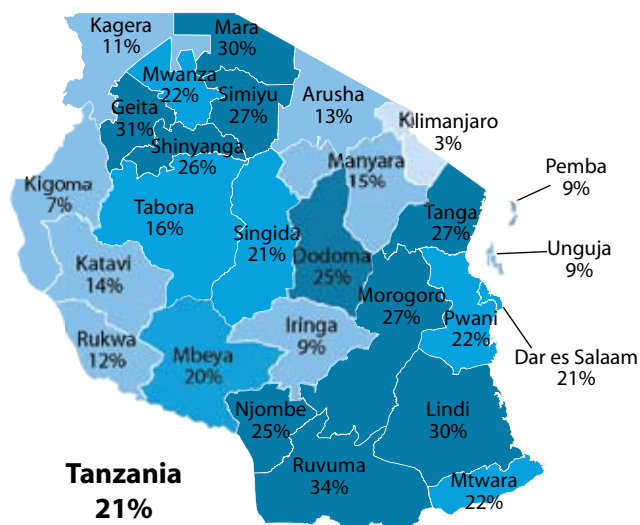 Kagera
11%
Mara
30%
Mwanza
22%
Geita
31%
Simiyu
27%
Arusha
13%
Kilimanjaro
3%
Shinyanga
26%
Manyara
15%
Kigoma
7%
Pemba
9%
Tabora
16%
Singida
21%
Tanga
27%
Dodoma
25%
Unguja
9%
Katavi
14%
Morogoro
27%
Pwani
22%
Rukwa
12%
Mbeya
20%
Iringa
9%
Dar es Salaam
21%
Njombe
25%
Lindi
30%
Ruvuma
34%
Mtwara
22%
Tanzania
21%